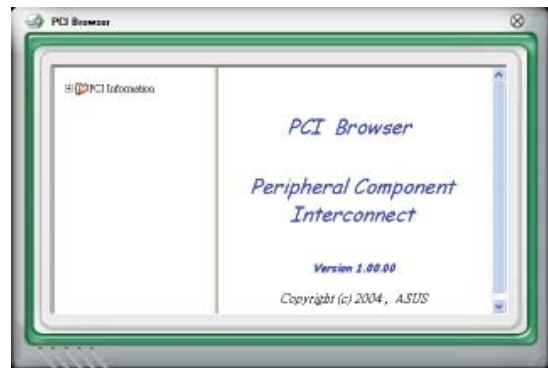 PCI Browser
PCI Information
PCI Browser
Peripheral Component
Interconnect
Version 1.00.00
Copyright (c) 2004, ASUS